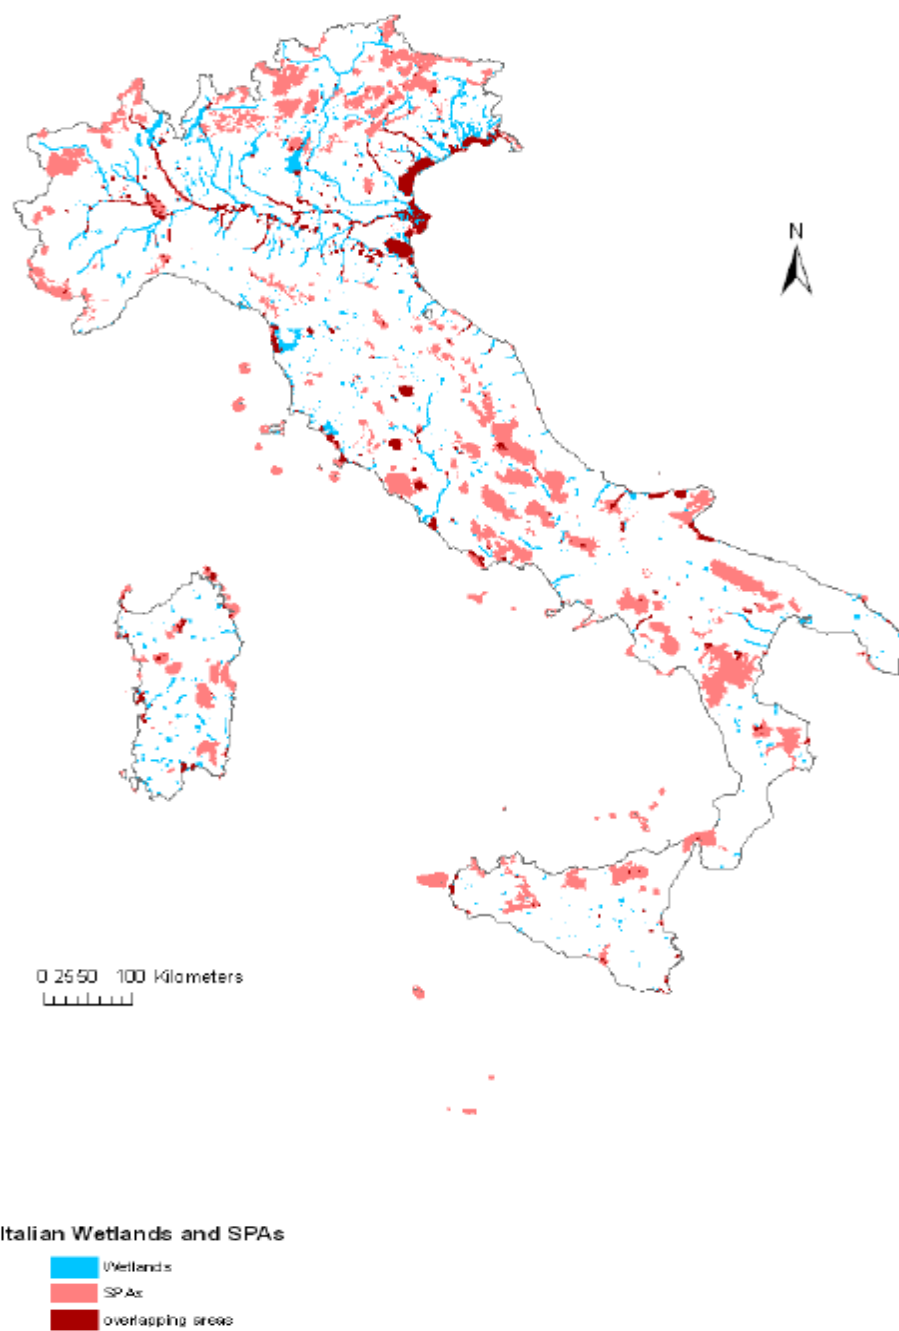 N
0 25 50 100 Kilometers
Italian Wetlands and SPAs
Wetlands
SPAs
overlapping areas